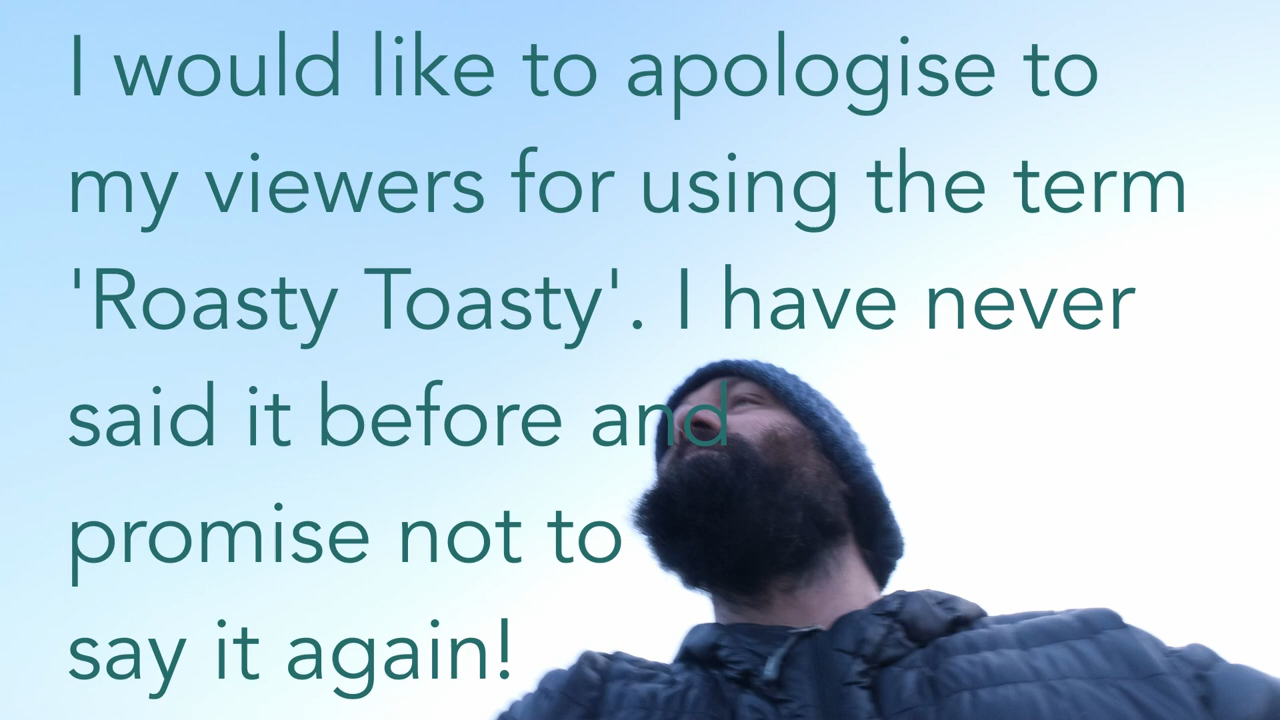 I would like to apologise to
my viewers for using the term
'Roasty Toasty'. I have never
said it before and
promise not to
say it again!